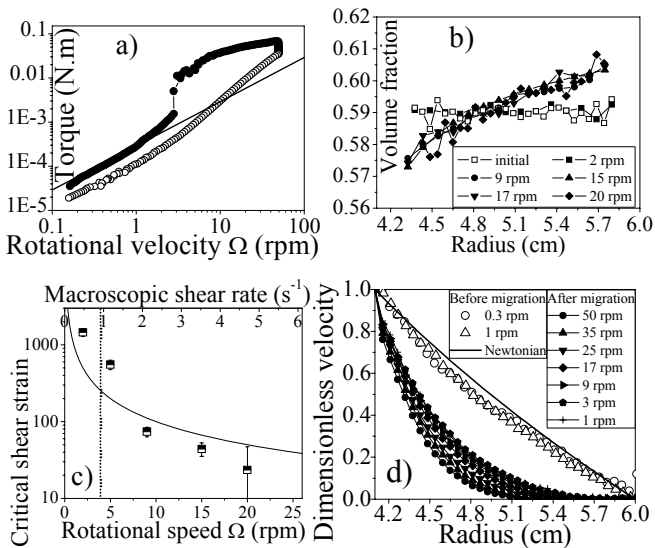 a)
Torque (N.m)
0.1
0.01
1E-3
1E-4
1E-5
0.1 1 10 100
Rotational velocity Ω (rpm)
b)
Volume fraction
0.61
0.60
0.59
0.58
0.57
0.56
initial 2 rpm
9 rpm 15 rpm
17 rpm 20 rpm
4.2 4.5 4.8 5.1 5.4 5.7 6.0
Radius (cm)
Macroscopic shear rate (s⁻¹)
0 1 2 3 4 5 6
Critical shear strain
1000
100
10
c)
0 5 10 15 20 25
Rotational speed Ω (rpm)
Dimensionless velocity
1.0
0.8
0.6
0.4
0.2
0.0
Before migration
0.3 rpm
1 rpm
Newtonian
After migration
50 rpm
35 rpm
25 rpm
17 rpm
9 rpm
3 rpm
1 rpm
d)
4.2 4.5 4.8 5.1 5.4 5.7 6.0
Radius (cm)